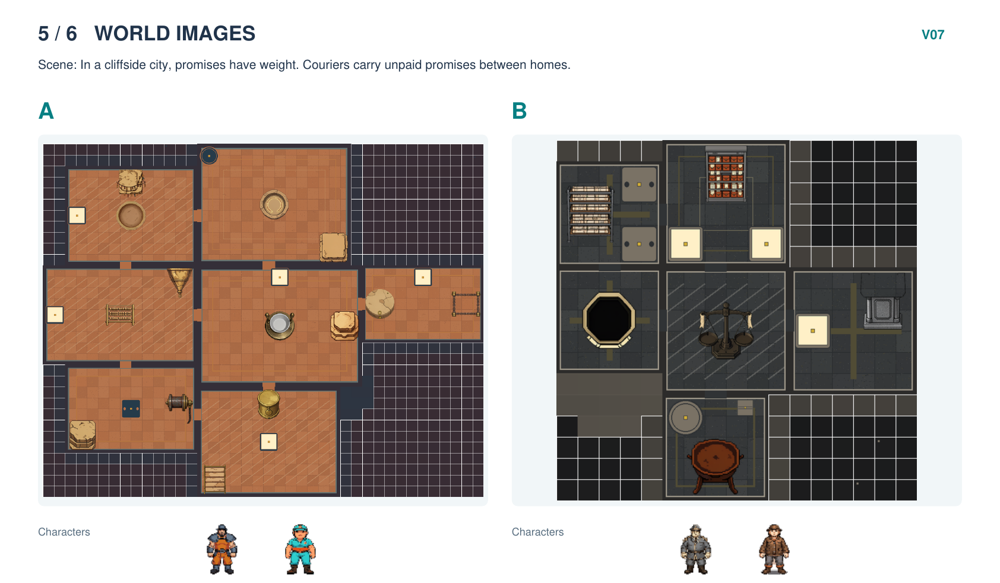 5 / 6 WORLD IMAGES
V07
Scene: In a cliffside city, promises have weight. Couriers carry unpaid promises between homes.
A
B
Characters
Characters